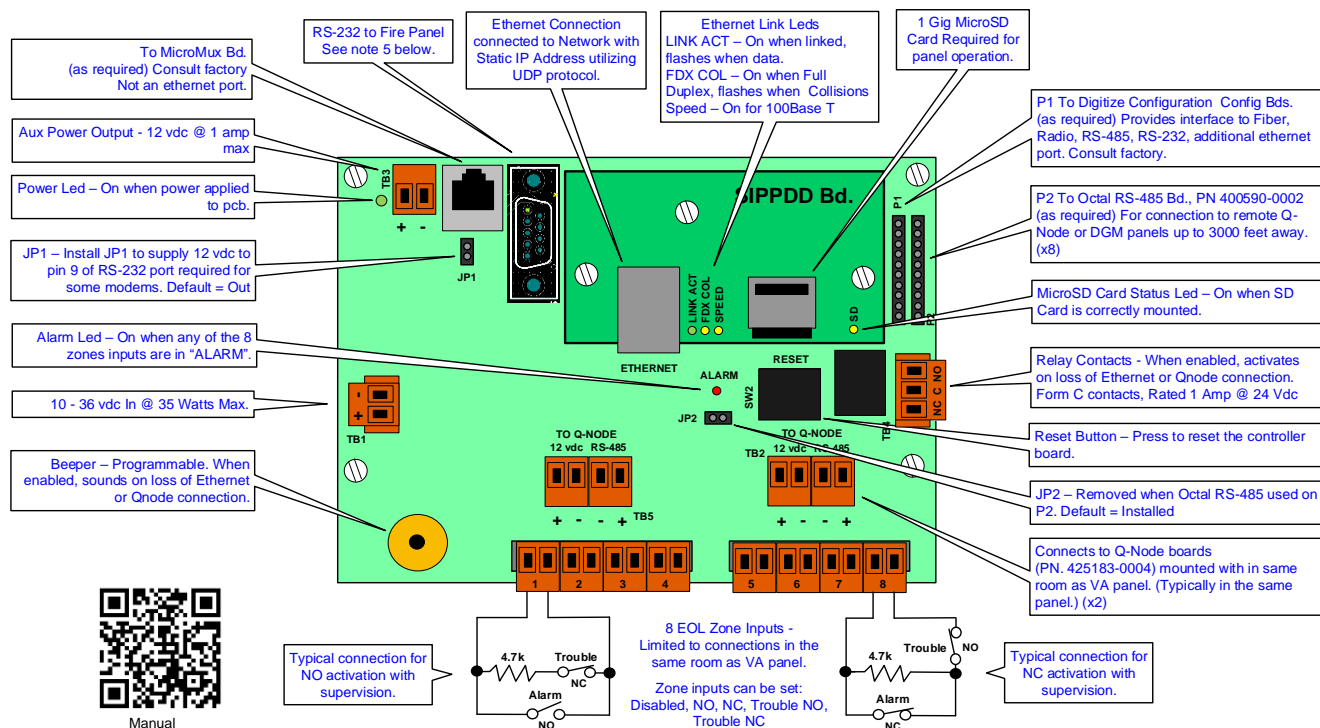 To MicroMux Bd.
(as required) Consult factory
Not an ethernet port.
RS-232 to Fire Panel
See note 5 below.
Ethernet Connection
connected to Network with
Static IP Address utilizing
UDP protocol.
Ethernet Link Leds
LINK ACT – On when linked,
flashes when data.
FDX COL – On when Full
Duplex, flashes when Collisions
Speed – On for 100Base T
1 Gig MicroSD
Card Required for
panel operation.
Aux Power Output - 12 vdc @ 1 amp
max
Power Led – On when power applied
to pcb.
JP1 – Install JP1 to supply 12 vdc to
pin 9 of RS-232 port required for
some modems. Default = Out
Alarm Led – On when any of the 8
zones inputs are in “ALARM”.
10 - 36 vdc In @ 35 Watts Max.
Beeper – Programmable. When
enabled, sounds on loss of Ethernet
or Qnode connection.
P1 To Digitize Configuration Config Bds.
(as required) Provides interface to Fiber,
Radio, RS-485, RS-232, additional ethernet
port. Consult factory.
P2 To Octal RS-485 Bd., PN 400590-0002
(as required) For connection to remote Q-
Node or DGM panels up to 3000 feet away.
(x8)
MicroSD Card Status Led – On when SD
Card is correctly mounted.
Relay Contacts - When enabled, activates
on loss of Ethernet or Qnode connection.
Form C contacts, Rated 1 Amp @ 24 Vdc
Reset Button – Press to reset the controller
board.
JP2 – Removed when Octal RS-485 used on
P2. Default = Installed
Connects to Q-Node boards
(PN. 425183-0004) mounted with in same
room as VA panel. (Typically in the same
panel.) (x2)
TB3
+ -
JP1
SIPPDD Bd.
P1
P2
LINK ACT
FDX COL
SPEED
SD
ETHERNET
RESET
ALARM
SW2
JP2
NC C NO
TB4
-
+
TB1
TO Q-NODE
12 vdc RS-485
+ - - +
TB5
TO Q-NODE
TB2
12 vdc RS-485
+ - - +
1 2 3 4
5 6 7 8
Typical connection for
NO activation with
supervision.
4.7k
Trouble
NC
Alarm
NO
8 EOL Zone Inputs -
Limited to connections in the
same room as VA panel.
Zone inputs can be set:
Disabled, NO, NC, Trouble NO,
Trouble NC
4.7k
Trouble
NO
Alarm
NC
Typical connection for
NC activation with
supervision.
Manual